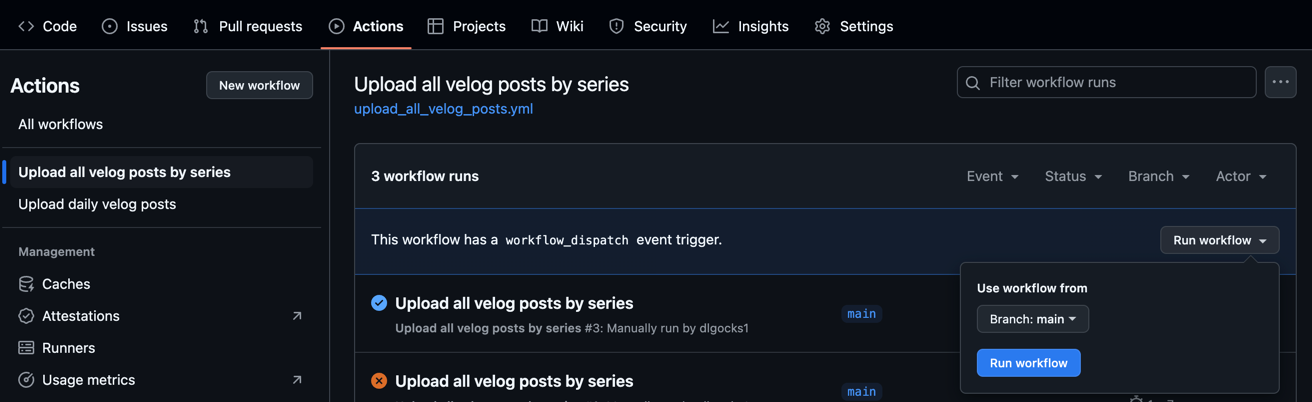 Code Issues Pull requests Actions Projects Wiki Security Insights Settings
Actions
New workflow
All workflows
Upload all velog posts by series
Upload daily velog posts
Management
Caches
Attestations
Runners
Usage metrics
Upload all velog posts by series
upload_all_velog_posts.yml
Filter workflow runs
3 workflow runs
Event Status Branch Actor
This workflow has a workflow_dispatch event trigger.
Run workflow
Use workflow from
Branch: main
Run workflow
Upload all velog posts by series
main
Upload all velog posts by series #3: Manually run by dlgocks1
Upload all velog posts by series
main